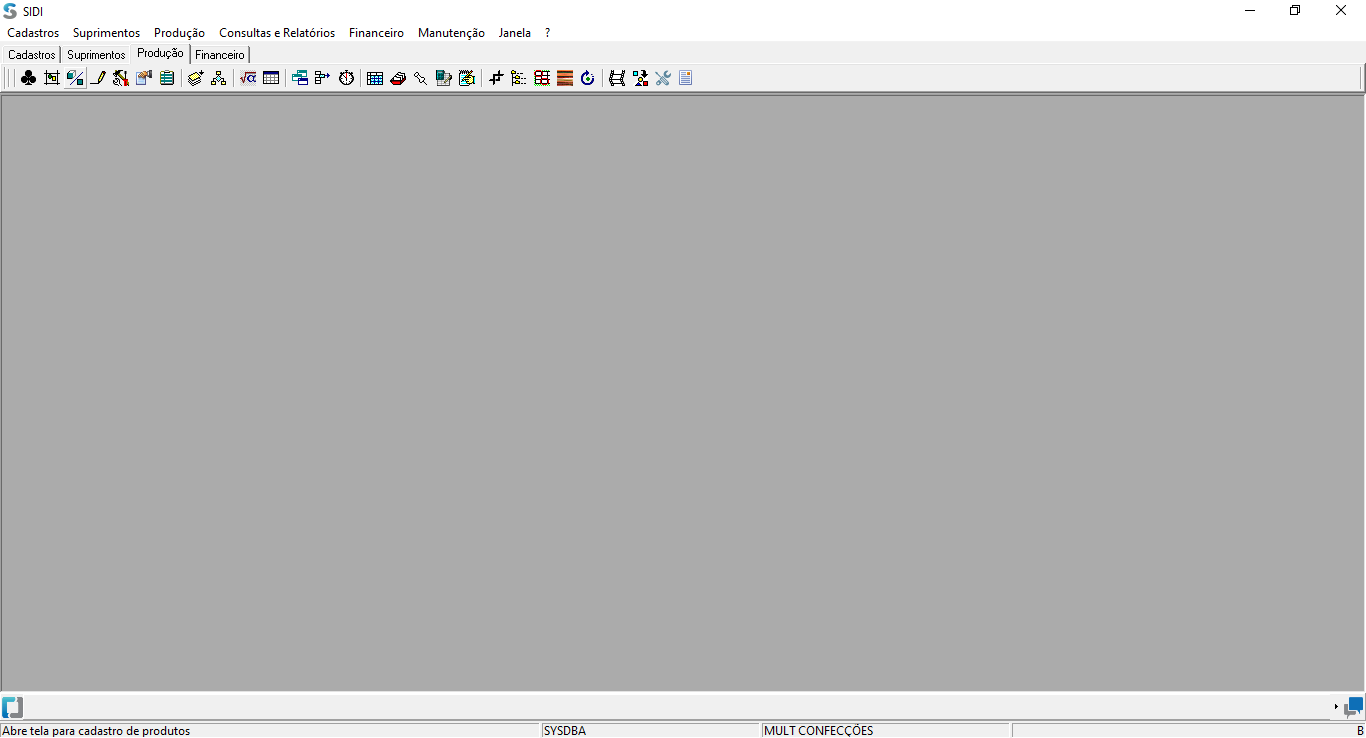 SIDI
Cadastros Suprimentos Produção Consultas e Relatórios Financeiro Manutenção Janela ?
Cadastros Suprimentos Produção Financeiro
Abre tela para cadastro de produtos SYSDBA MULT CONFECÇÕES B